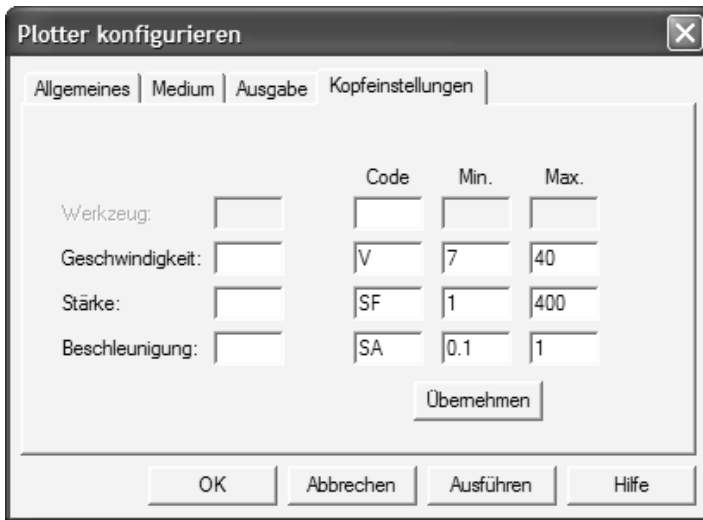 Plotter konfigurieren
Allgemeines Medium Ausgabe Kopfeinstellungen
Code Min. Max.
Werkzeug:
Geschwindigkeit: V 7 40
Stärke: SF 1 400
Beschleunigung: SA 0.1 1
Übernehmen
OK Abbrechen Ausführen Hilfe